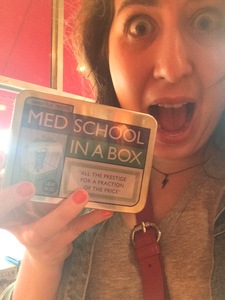 MED SCHOOL
IN A BOX
"ALL THE PRESTIGE
FOR A FRACTION
OF THE PRICE"